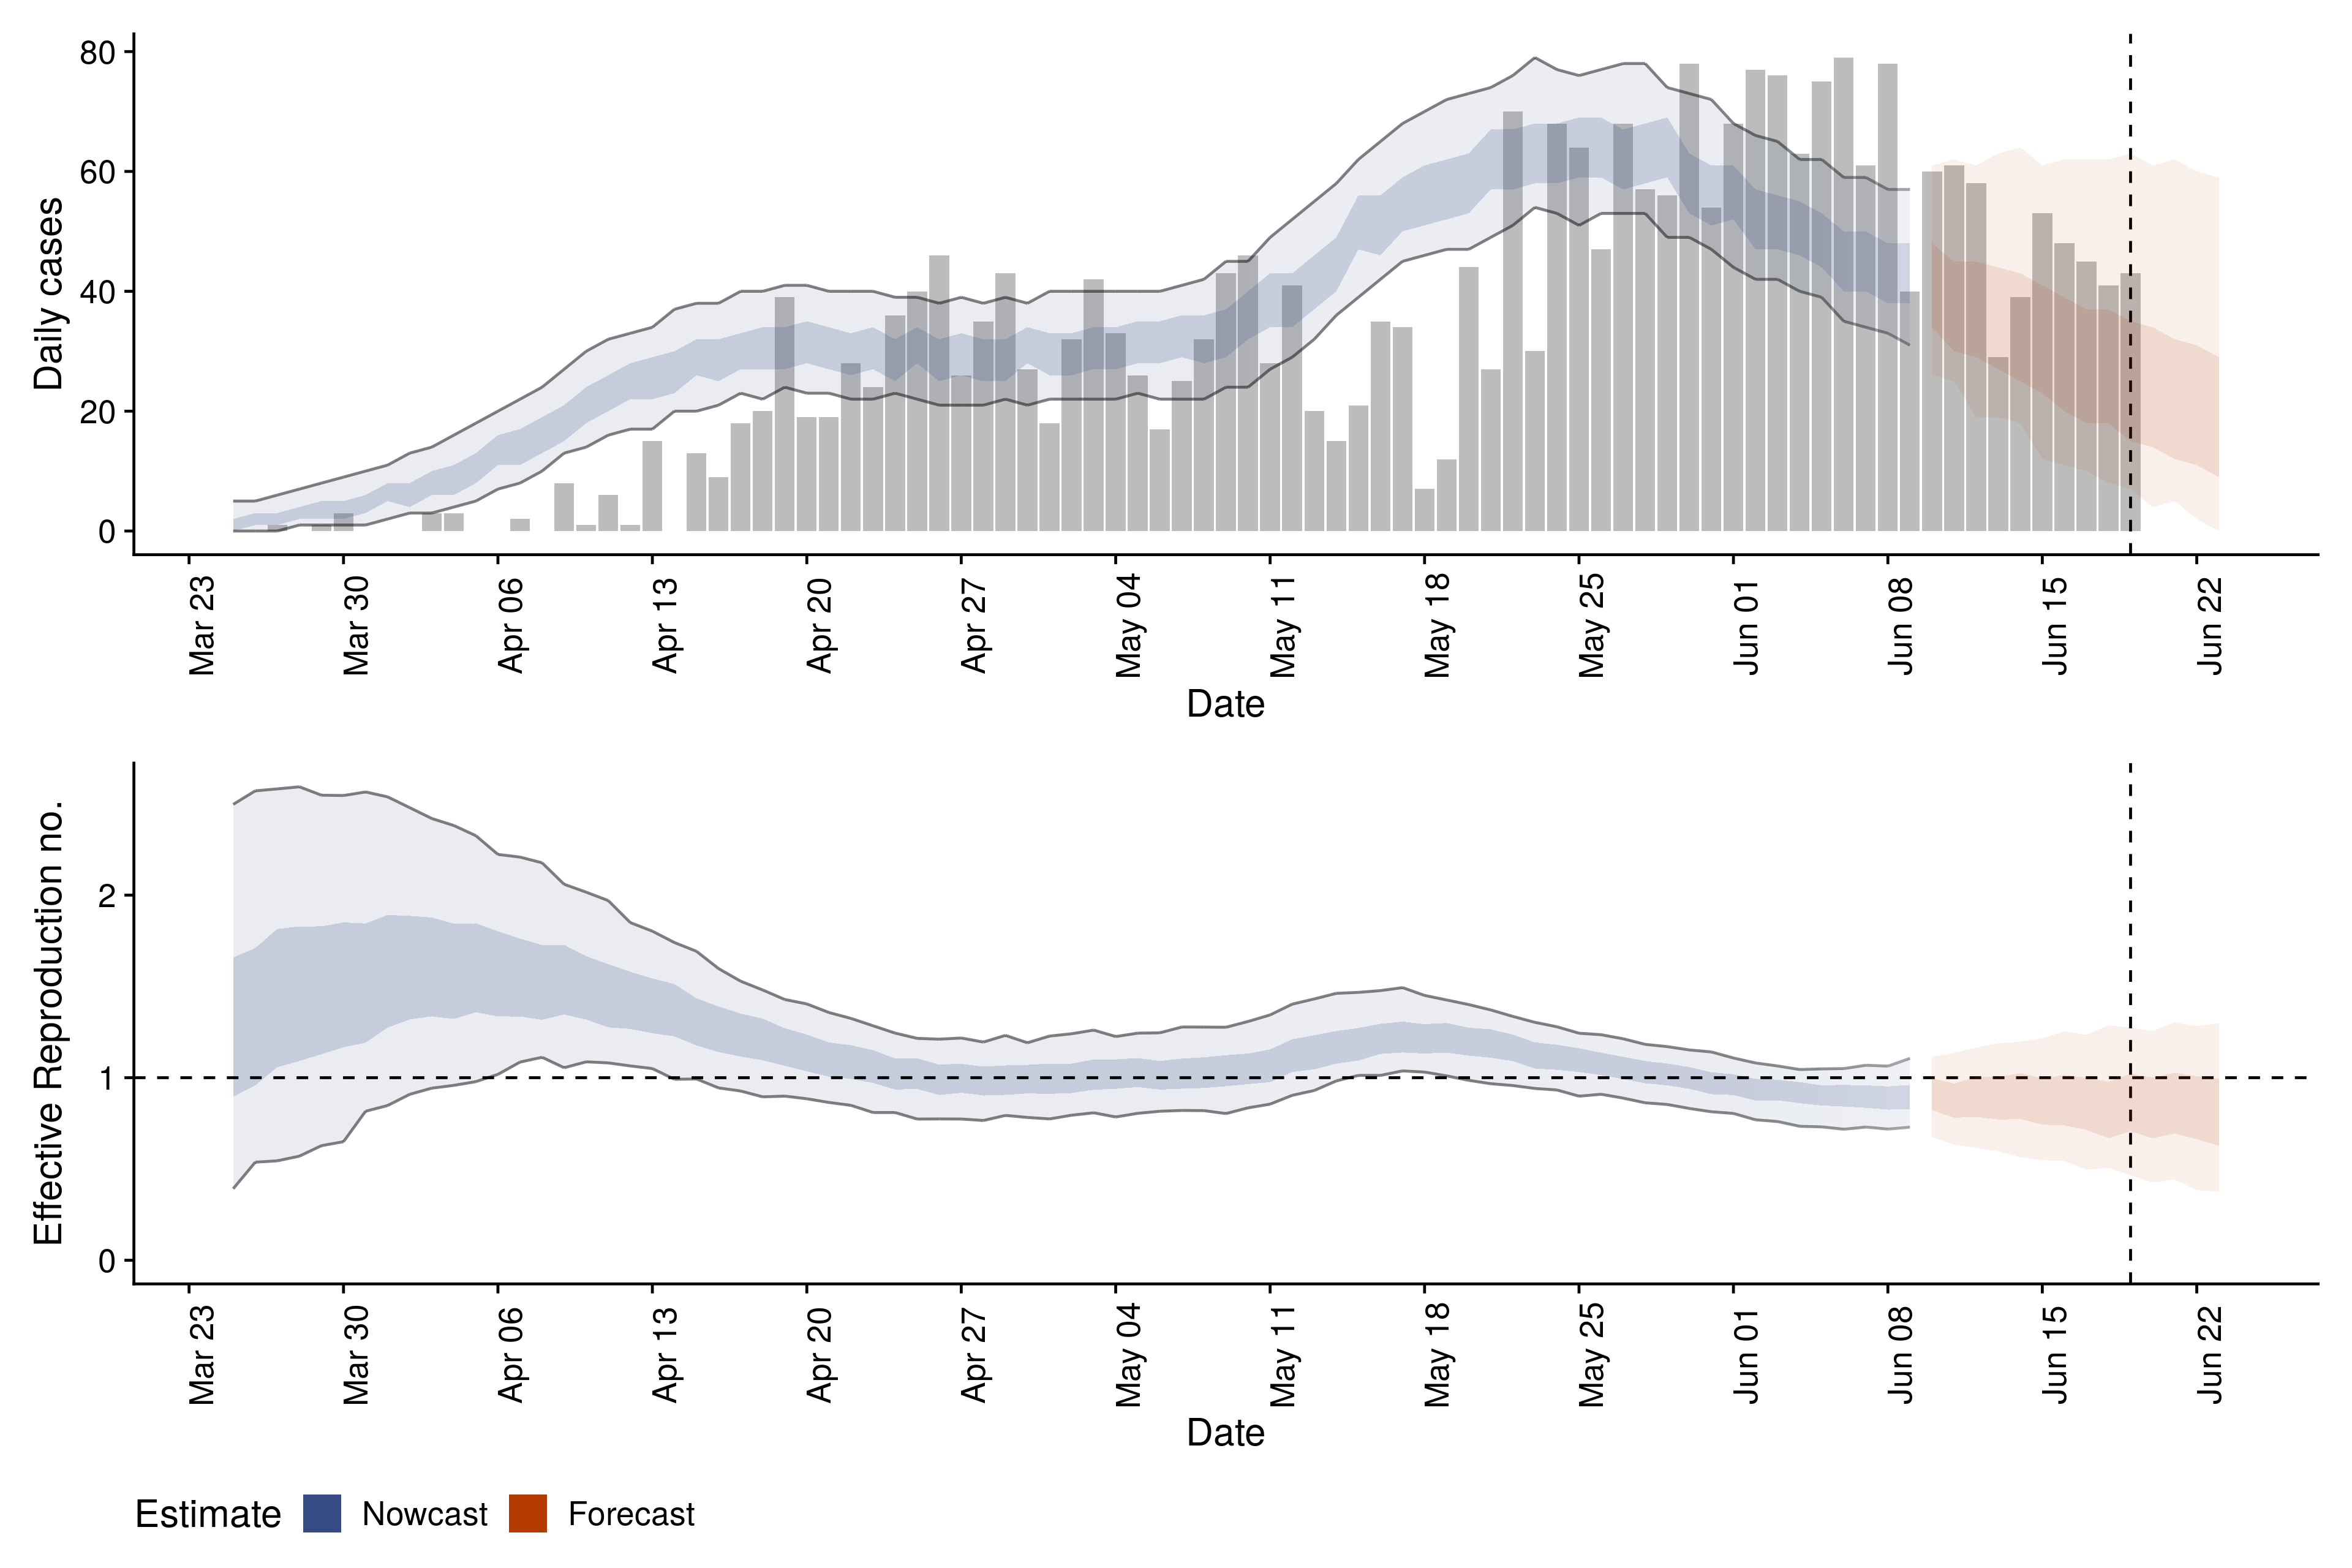 Daily cases
80
60
40
20
0
Mar 23
Mar 30
Apr 06
Apr 13
Apr 20
Apr 27
May 04
May 11
May 18
May 25
Jun 01
Jun 08
Jun 15
Jun 22
Date
Effective Reproduction no.
2
1
0
Mar 23
Mar 30
Apr 06
Apr 13
Apr 20
Apr 27
May 04
May 11
May 18
May 25
Jun 01
Jun 08
Jun 15
Jun 22
Date
Estimate Nowcast Forecast